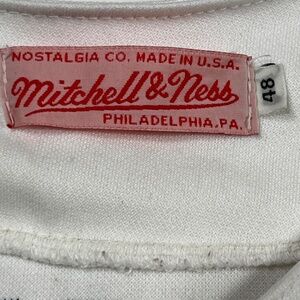 NOSTALGIA CO. MADE IN U.S.A.
Mitchell & Ness
PHILADELPHIA, PA.
48